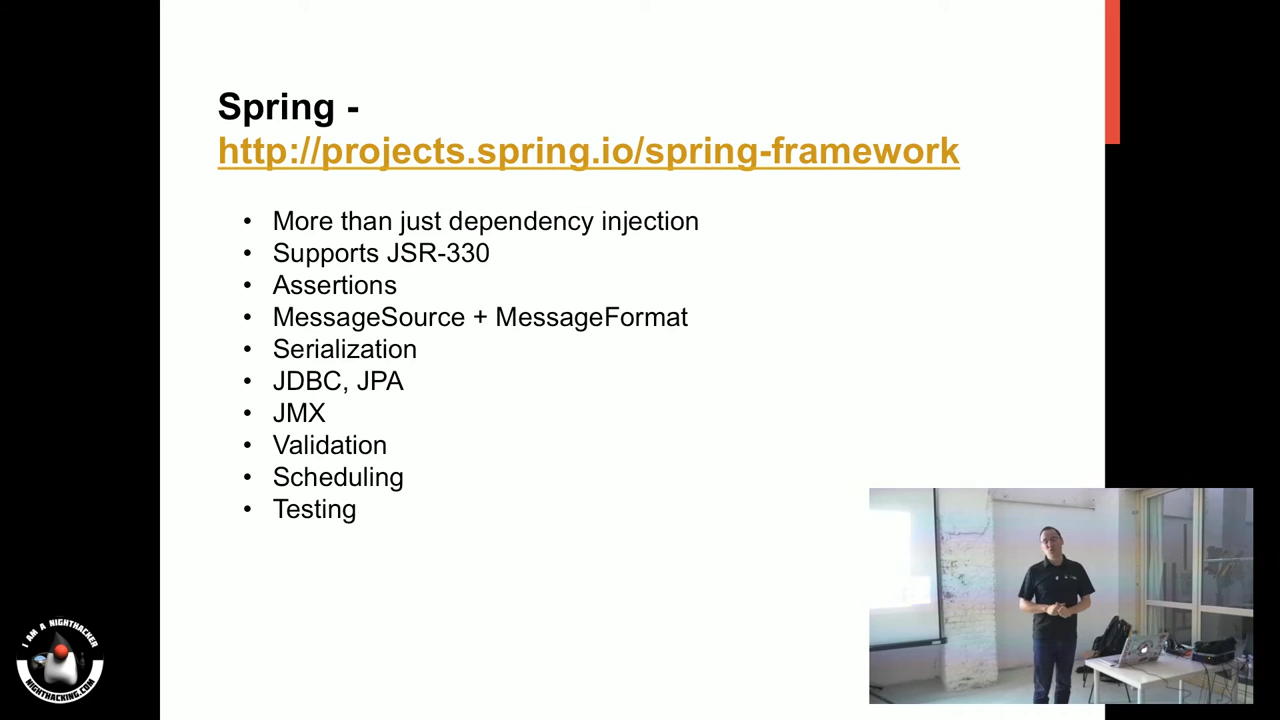 Spring -
http://projects.spring.io/spring-framework
• More than just dependency injection
• Supports JSR-330
• Assertions
• MessageSource + MessageFormat
• Serialization
• JDBC, JPA
• JMX
• Validation
• Scheduling
• Testing
I AM A NIGHTHACKER
NIGHTHACKING.COM